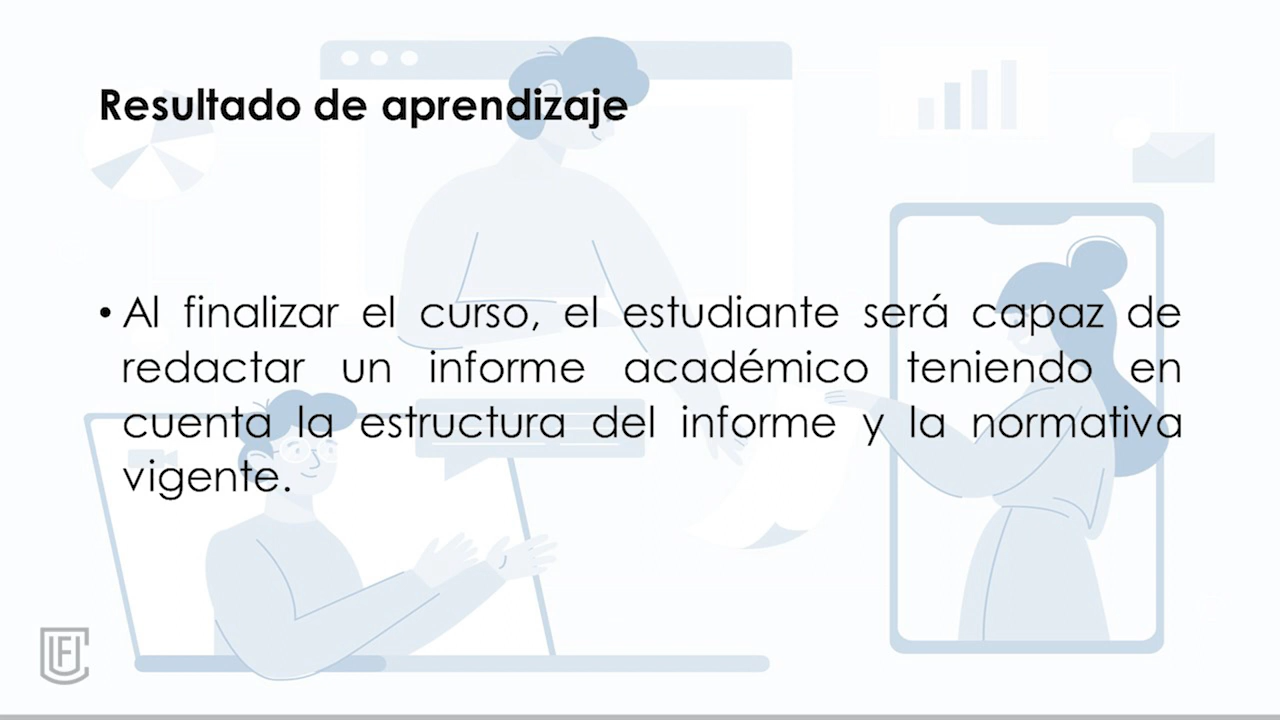 Resultado de aprendizaje
• Al finalizar el curso, el estudiante será capaz de
redactar un informe académico teniendo en
cuenta la estructura del informe y la normativa
vigente.